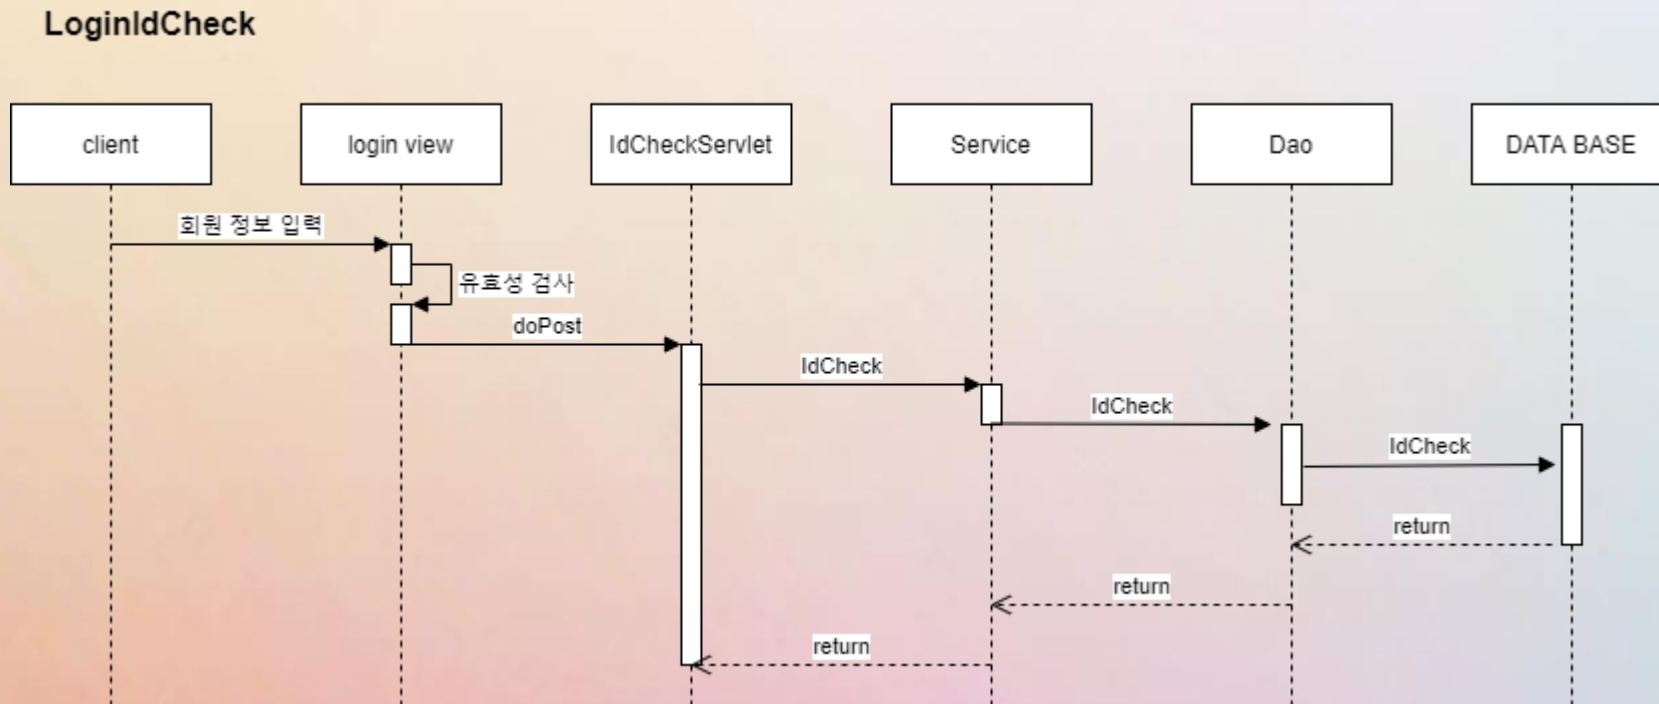 LoginIdCheck
client
login view
IdCheckServlet
Service
Dao
DATA BASE
회원 정보 입력
유효성 검사
doPost
IdCheck
IdCheck
IdCheck
return
return
return